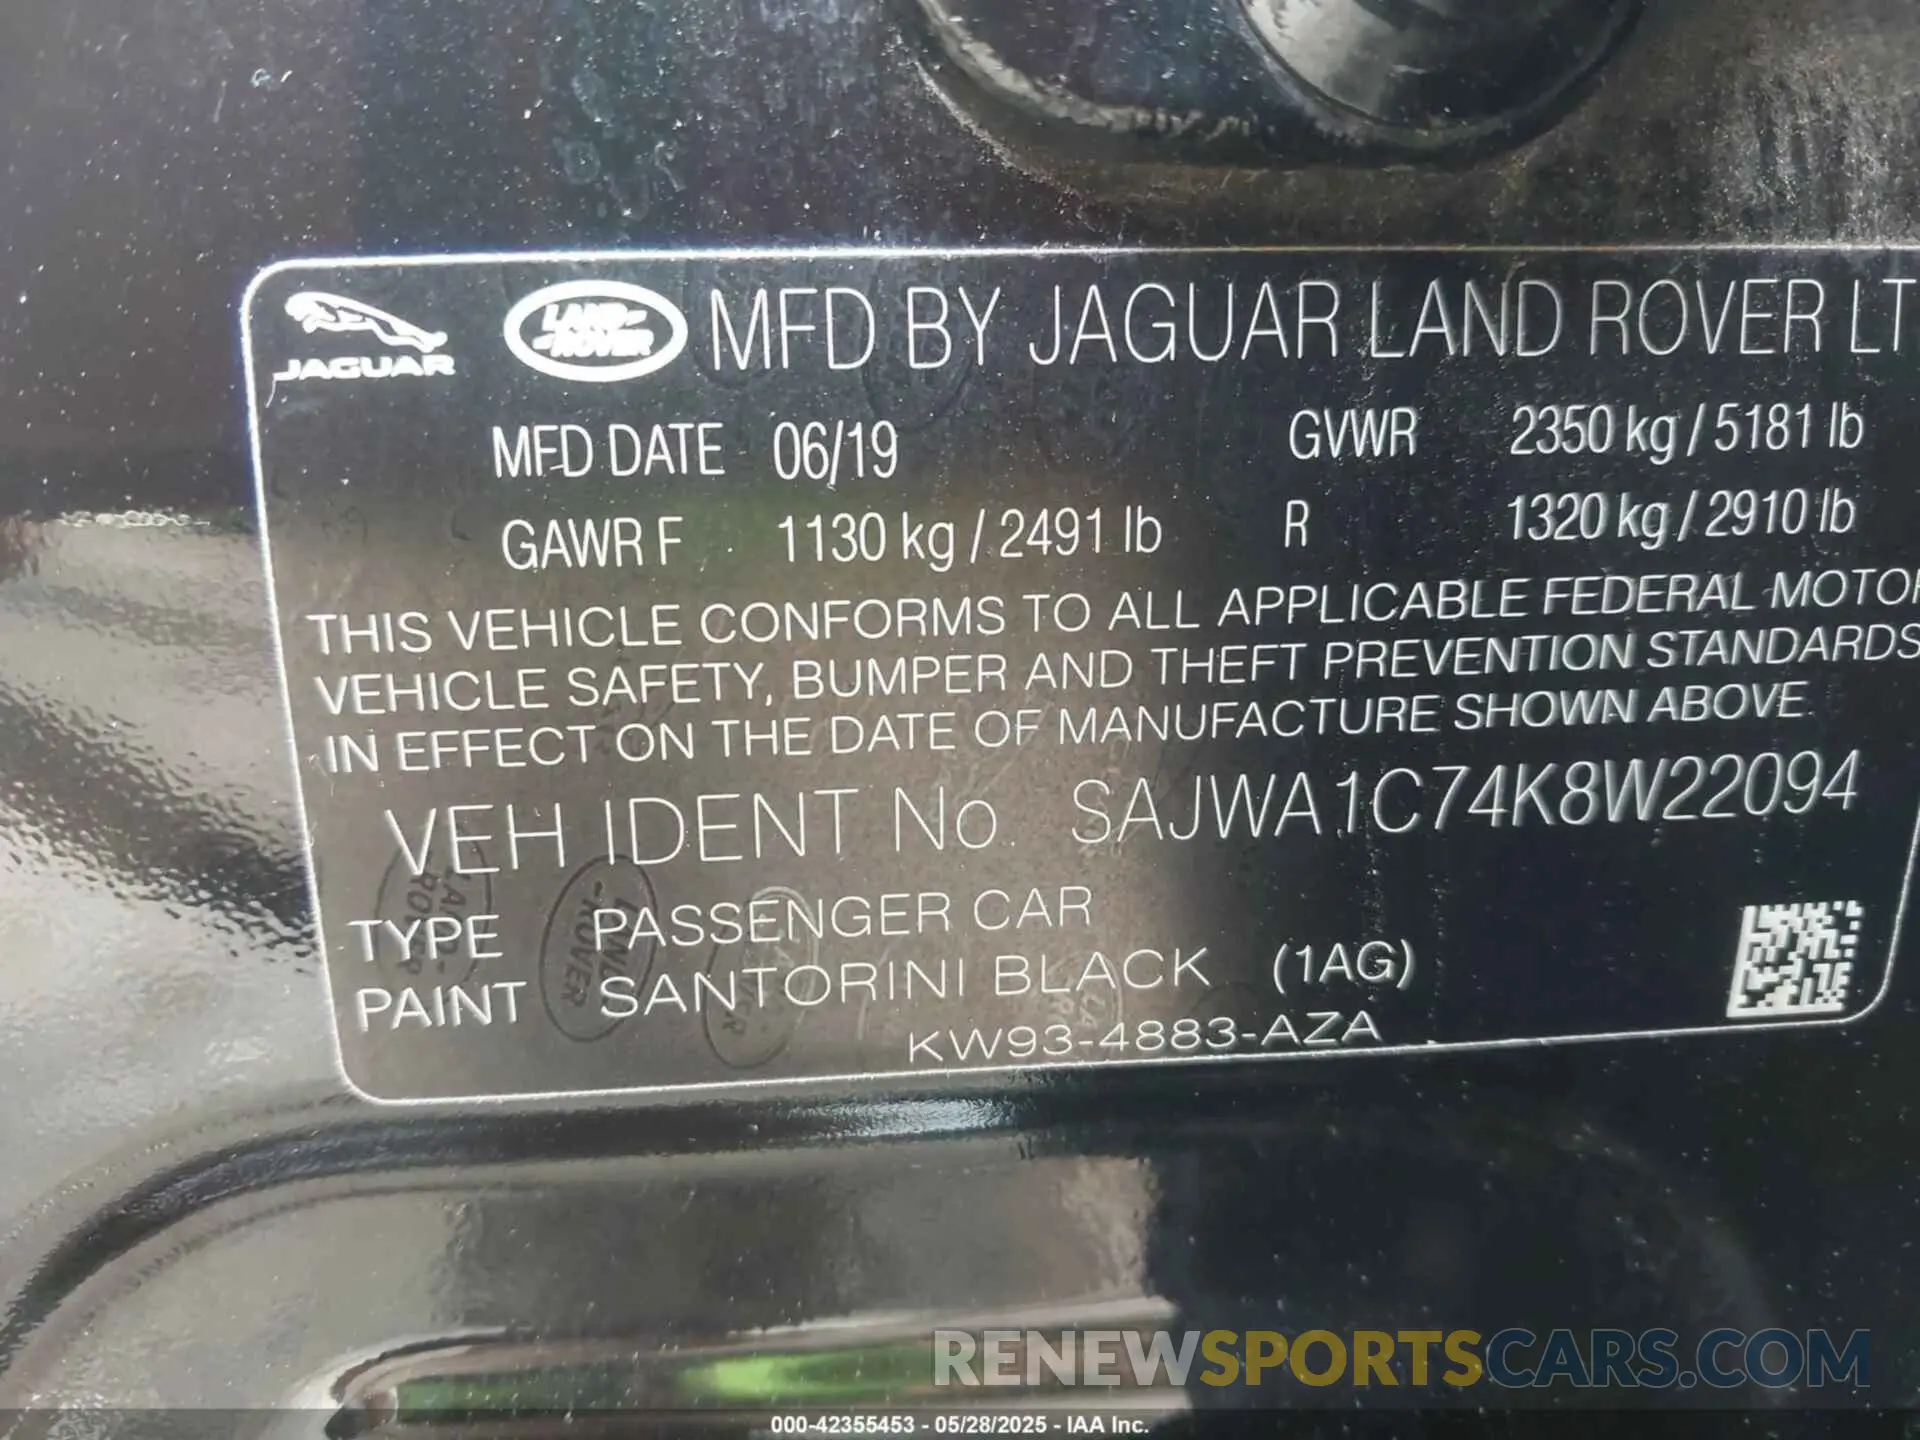 JAGUAR
LAND-
-ROVER
MFD BY JAGUAR LAND ROVER LT
MFD DATE 06/19 GVWR 2350 kg / 5181 lb
GAWR F 1130 kg / 2491 lb R 1320 kg / 2910 lb
THIS VEHICLE CONFORMS TO ALL APPLICABLE FEDERAL MOTOR
VEHICLE SAFETY, BUMPER AND THEFT PREVENTION STANDARDS
IN EFFECT ON THE DATE OF MANUFACTURE SHOWN ABOVE.
VEH IDENT No SAJWA1C74K8W22094
TYPE PASSENGER CAR
PAINT SANTORINI BLACK (1AG)
KW93-4883-AZA
RENEWSPORTSCARS.COM
000-42355453 - 05/28/2025 - IAA Inc.